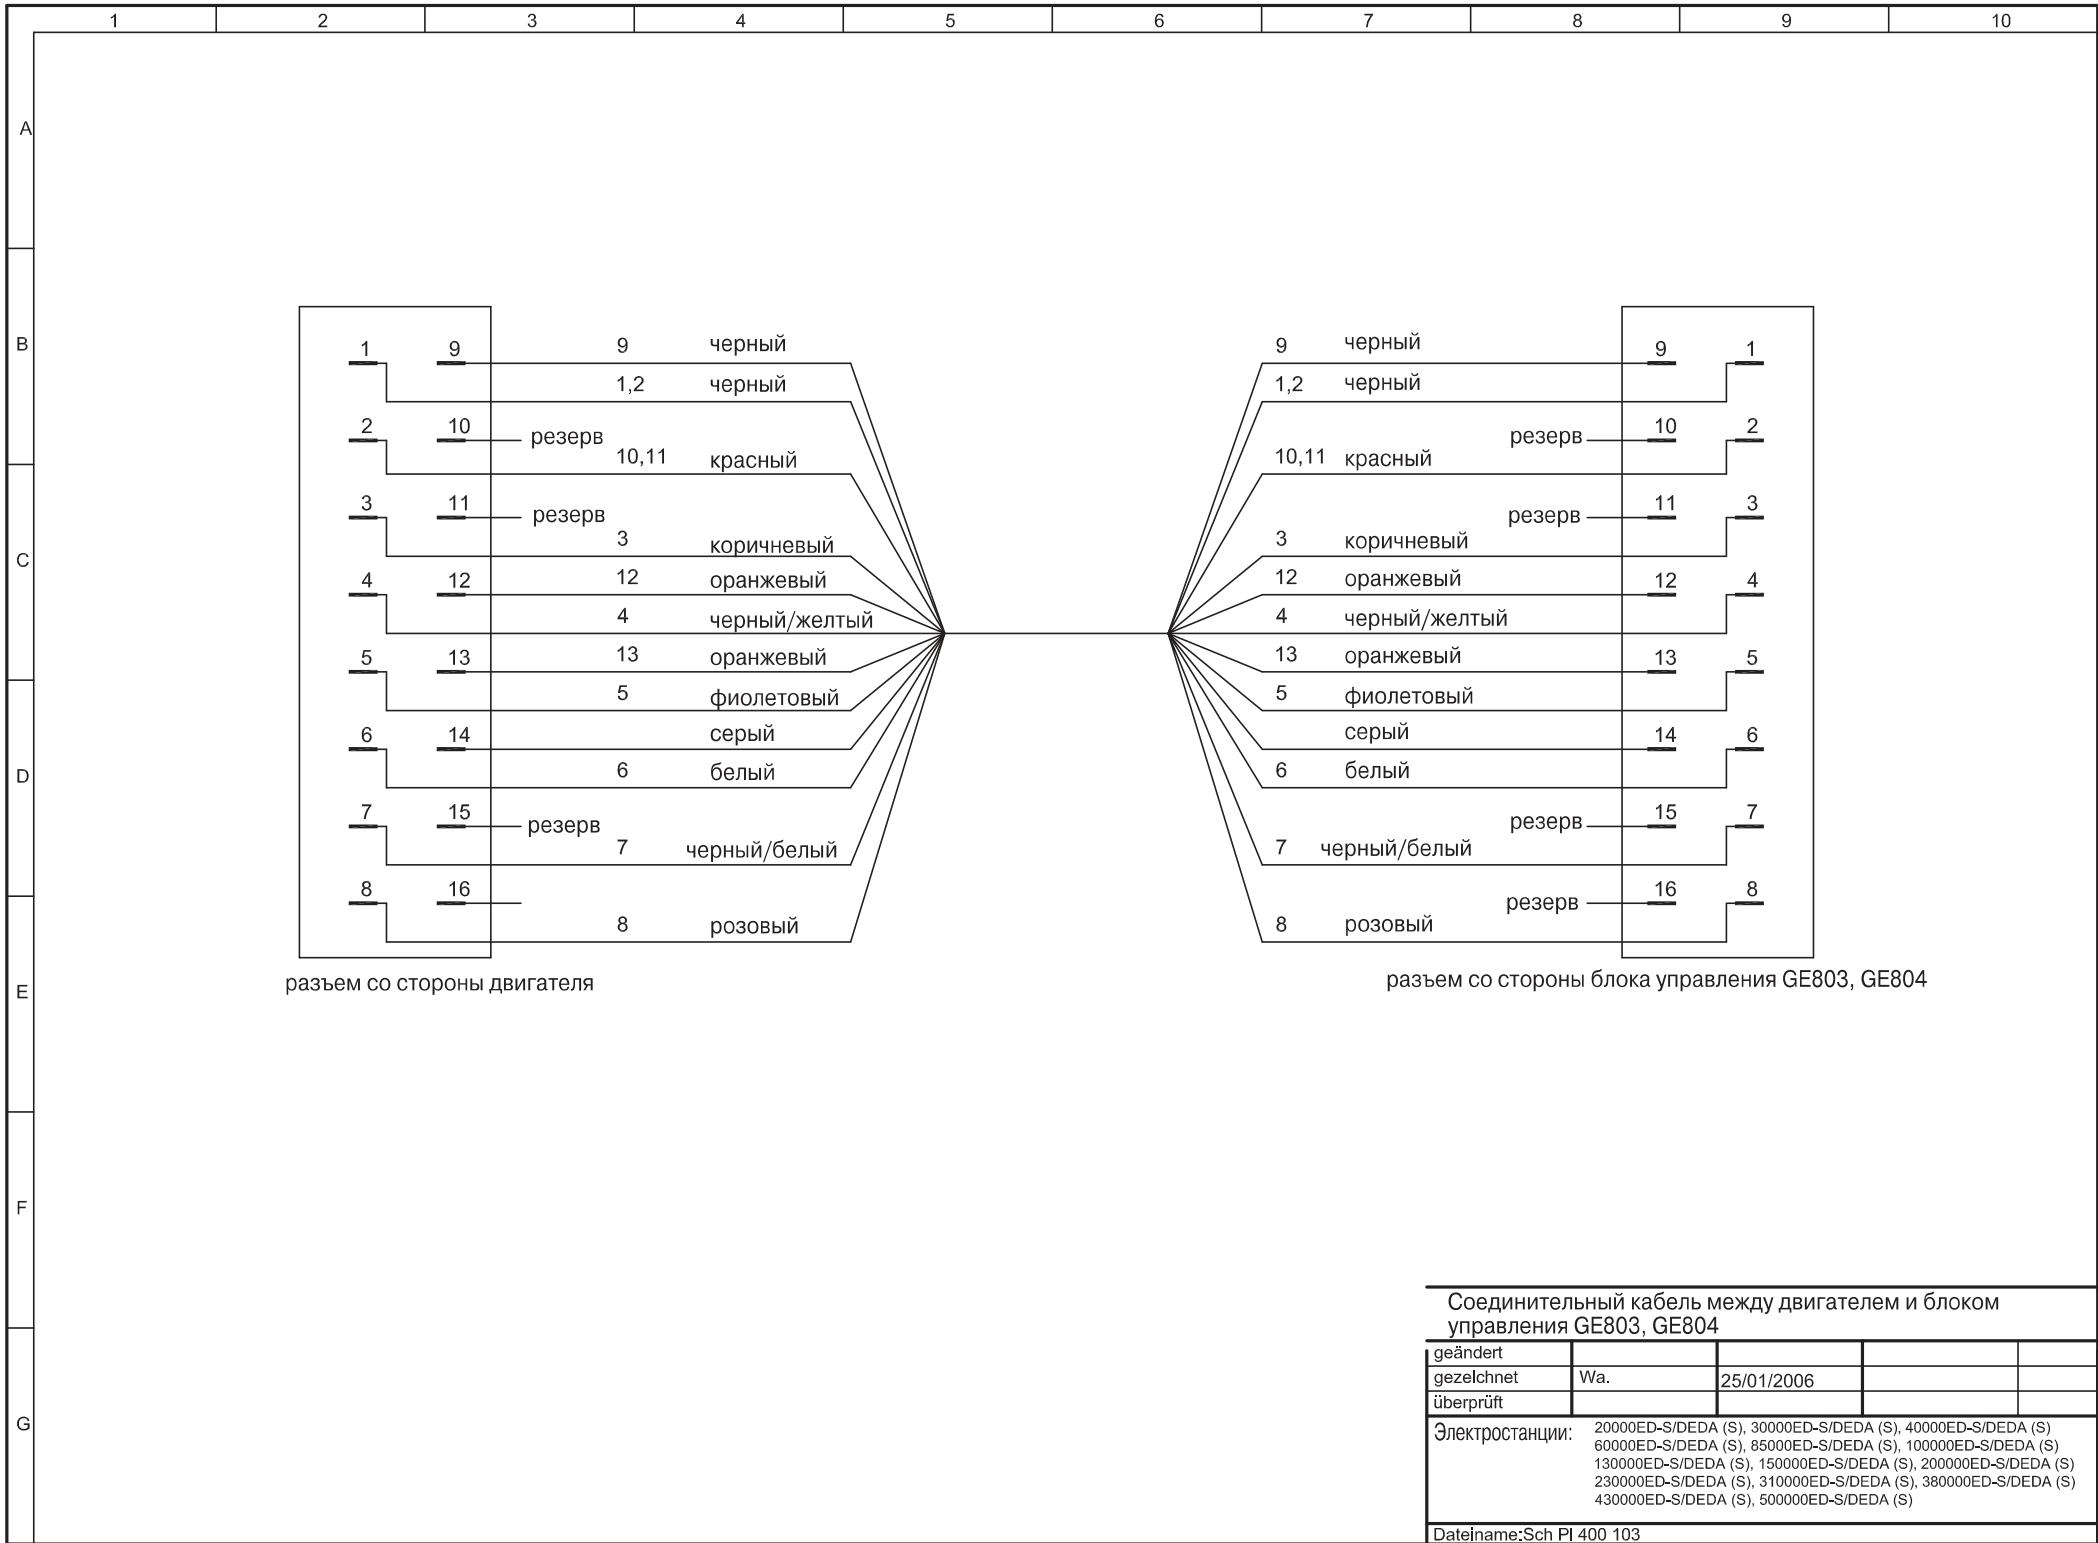 1 2 3 4 5 6 7 8 9 10
A
B
C
D
E
F
G
1 9 9 черный
1,2 черный
2 10 резерв
10,11 красный
3 11 резерв
3 коричневый
4 12 12 оранжевый
4 черный/желтый
5 13 13 оранжевый
5 фиолетовый
6 14 серый
6 белый
7 15 резерв
7 черный/белый
8 16
8 розовый
разъем со стороны двигателя
9 черный 9 1
1,2 черный
резерв 10 2
10,11 красный
резерв 11 3
3 коричневый
12 оранжевый 12 4
4 черный/желтый
13 оранжевый 13 5
5 фиолетовый
серый 14 6
6 белый
резерв 15 7
7 черный/белый
резерв 16 8
8 розовый
разъем со стороны блока управления GE803, GE804
Соединительный кабель между двигателем и блоком
управления GE803, GE804
geändert
gezeichnet Wa. 25/01/2006
überprüft
Электростанции: 20000ED-S/DEDA (S), 30000ED-S/DEDA (S), 40000ED-S/DEDA (S)
60000ED-S/DEDA (S), 85000ED-S/DEDA (S), 100000ED-S/DEDA (S)
130000ED-S/DEDA (S), 150000ED-S/DEDA (S), 200000ED-S/DEDA (S)
230000ED-S/DEDA (S), 310000ED-S/DEDA (S), 380000ED-S/DEDA (S)
430000ED-S/DEDA (S), 500000ED-S/DEDA (S)
Dateiname:Sch Pl 400 103